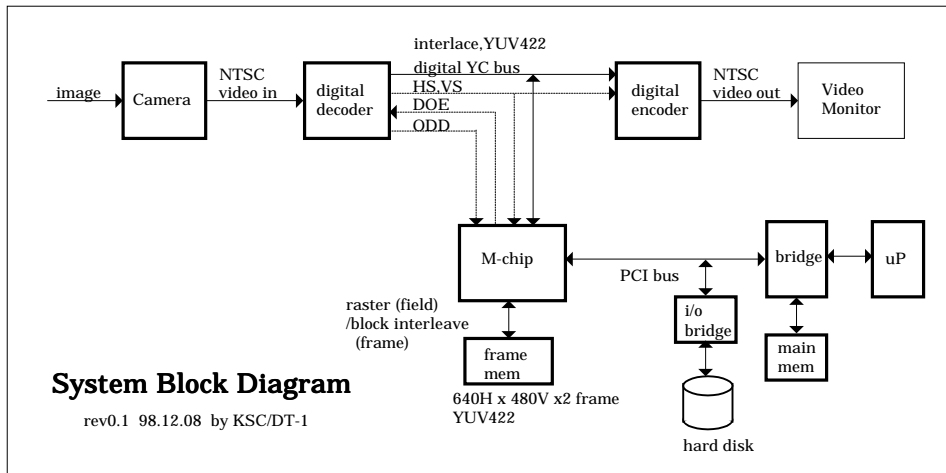 interlace,YUV422
digital YC bus
HS,VS
DOE
ODD
image
Camera
NTSC
video in
digital
decoder
digital
encoder
NTSC
video out
Video
Monitor
M-chip
PCI bus
bridge
uP
raster (field)
/block interleave
(frame)
frame
mem
i/o
bridge
main
mem
640H x 480V x2 frame
YUV422
hard disk
System Block Diagram
rev0.1 98.12.08 by KSC/DT-1